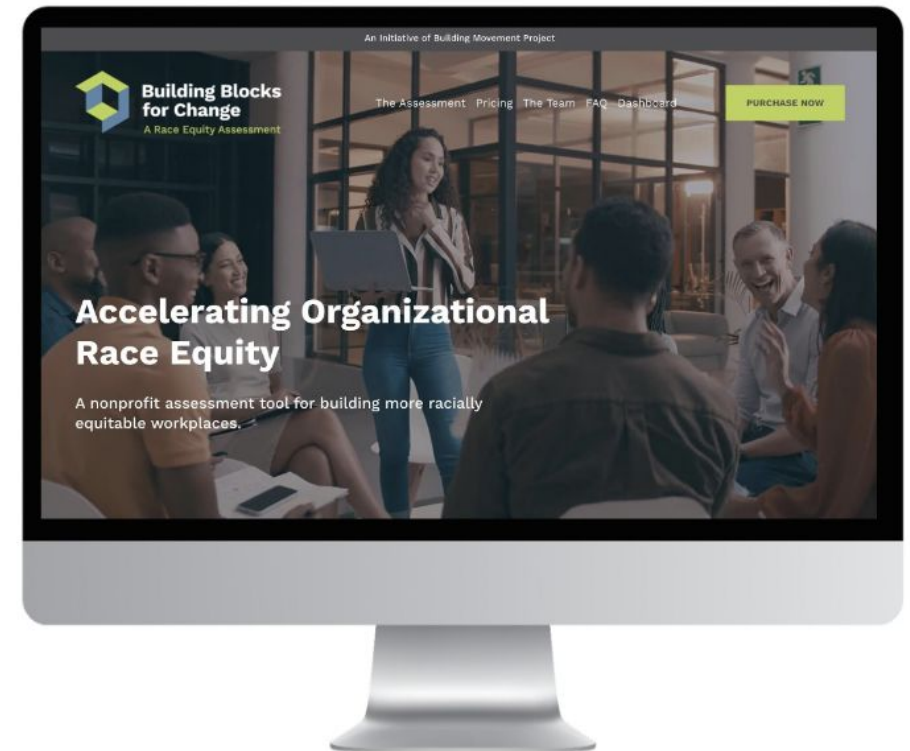 An Initiative of Building Movement Project
Building Blocks
for Change
A Race Equity Assessment
The Assessment Pricing The Team FAQ Dashboard
PURCHASE NOW
Accelerating Organizational
Race Equity
A nonprofit assessment tool for building more racially
equitable workplaces.